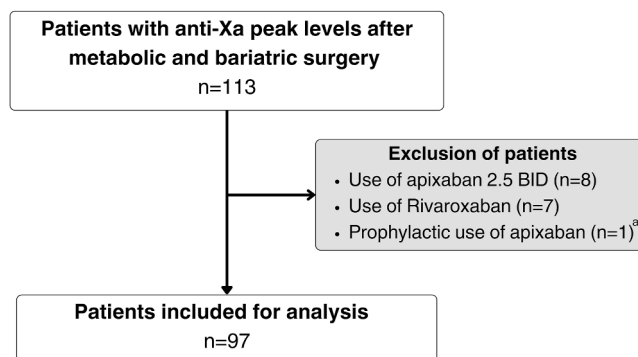 Patients with anti-Xa peak levels after
metabolic and bariatric surgery
n=113
Exclusion of patients
• Use of apixaban 2.5 BID (n=8)
• Use of Rivaroxaban (n=7)
• Prophylactic use of apixaban (n=1)a
Patients included for analysis
n=97